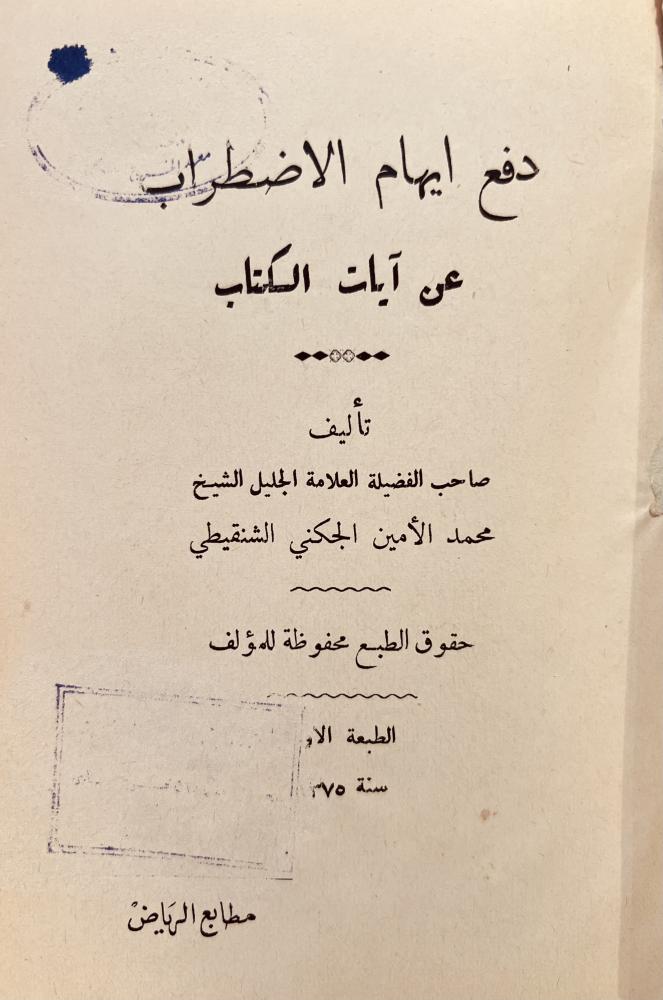 دفع ايهام الاضطراب
عن آيات الكتاب
تأليف
صاحب الفضيلة العلامة الجليل الشيخ
محمد الأمين الجكني الشنقيطي
حقوق الطبع محفوظة للمؤلف
الطبعة
سنة ٣٧٥
مطابع الرياض